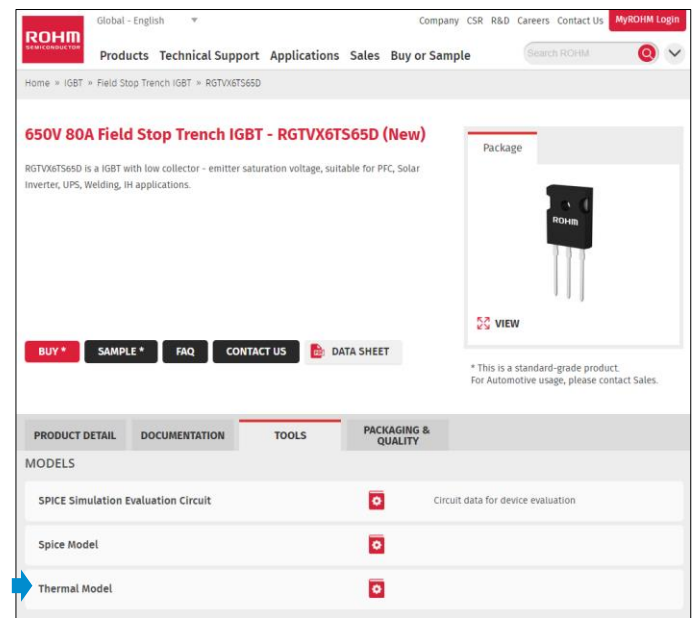 Global - English
Company CSR R&D Careers Contact Us MyROHM Login
ROHM
SEMICONDUCTOR
Products Technical Support Applications Sales Buy or Sample
Search ROHM
Home » IGBT » Field Stop Trench IGBT » RGTVX6TS65D
650V 80A Field Stop Trench IGBT - RGTVX6TS65D (New)
RGTVX6TS65D is a IGBT with low collector - emitter saturation voltage, suitable for PFC, Solar
Inverter, UPS, Welding, IH applications.
Package
ROHM
VIEW
BUY * SAMPLE * FAQ CONTACT US DATA SHEET
* This is a standard-grade product.
For Automotive usage, please contact Sales.
PRODUCT DETAIL DOCUMENTATION TOOLS PACKAGING &
QUALITY
MODELS
SPICE Simulation Evaluation Circuit Circuit data for device evaluation
Spice Model
Thermal Model